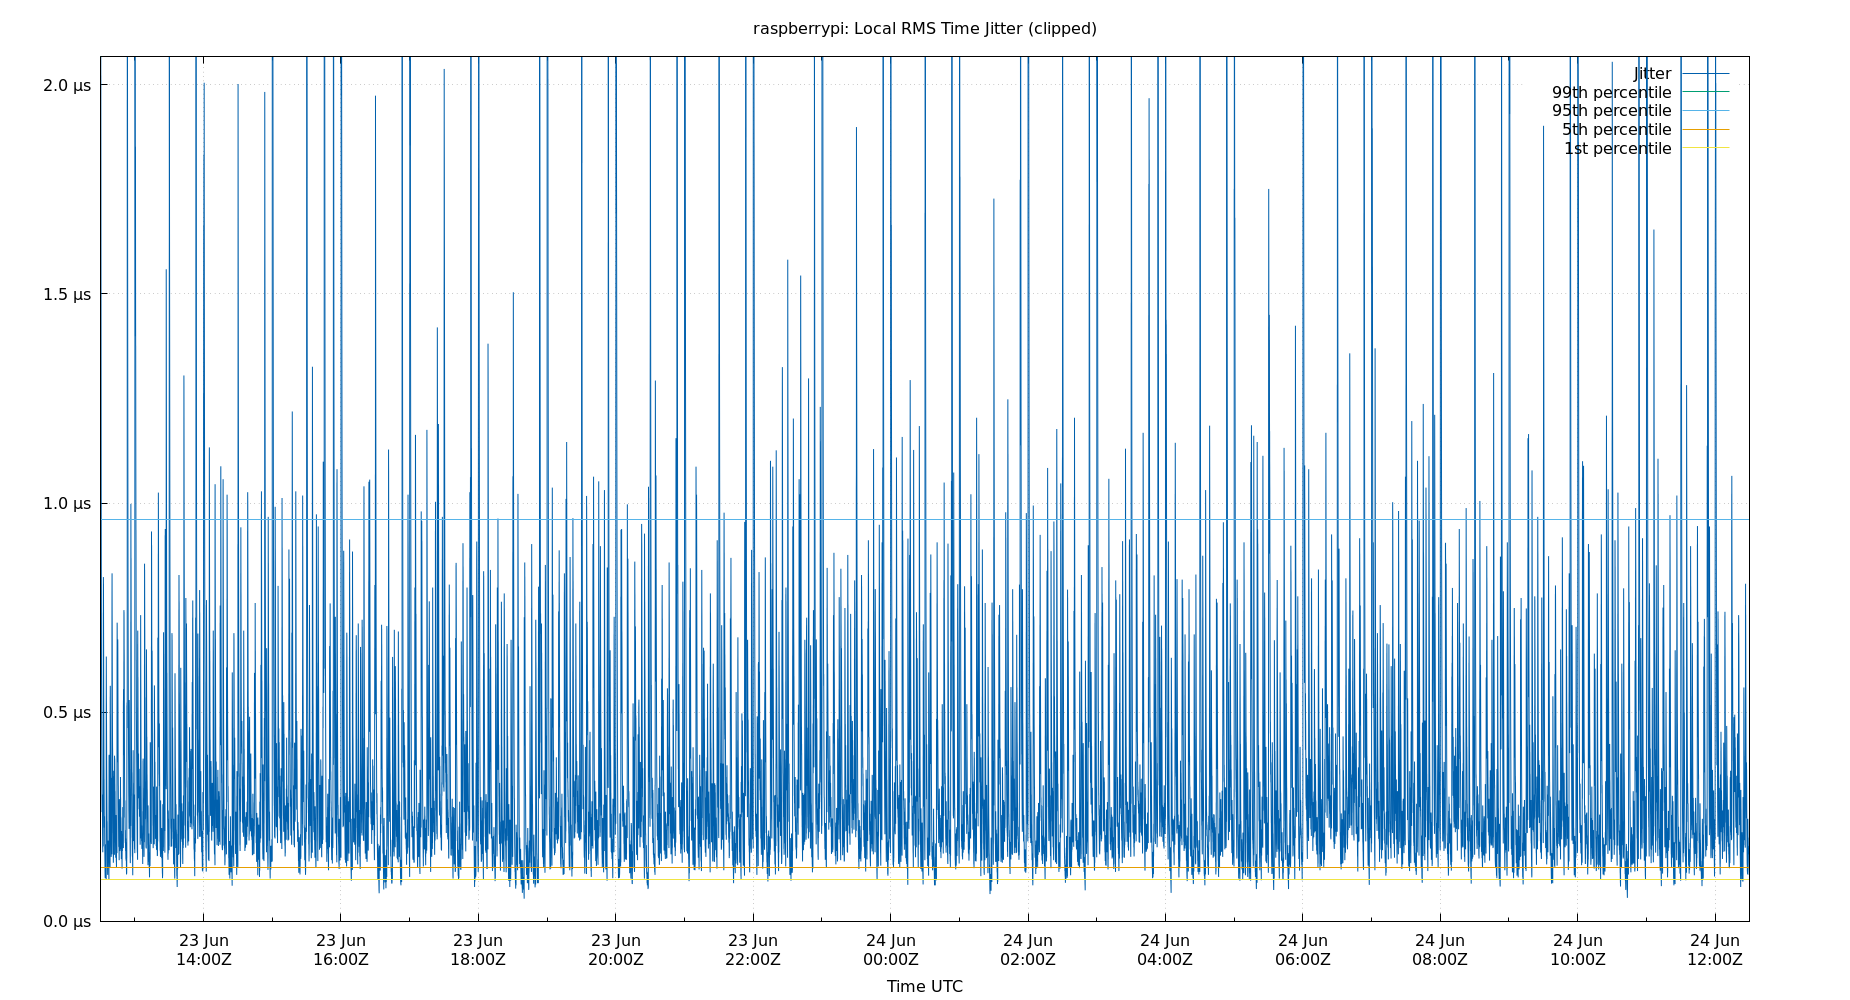 raspberrypi: Local RMS Time Jitter (clipped)
2.0 µs
1.5 µs
1.0 µs
0.5 µs
0.0 µs
Jitter
99th percentile
95th percentile
5th percentile
1st percentile
23 Jun 14:00Z
23 Jun 16:00Z
23 Jun 18:00Z
23 Jun 20:00Z
23 Jun 22:00Z
24 Jun 00:00Z
24 Jun 02:00Z
24 Jun 04:00Z
24 Jun 06:00Z
24 Jun 08:00Z
24 Jun 10:00Z
24 Jun 12:00Z
Time UTC